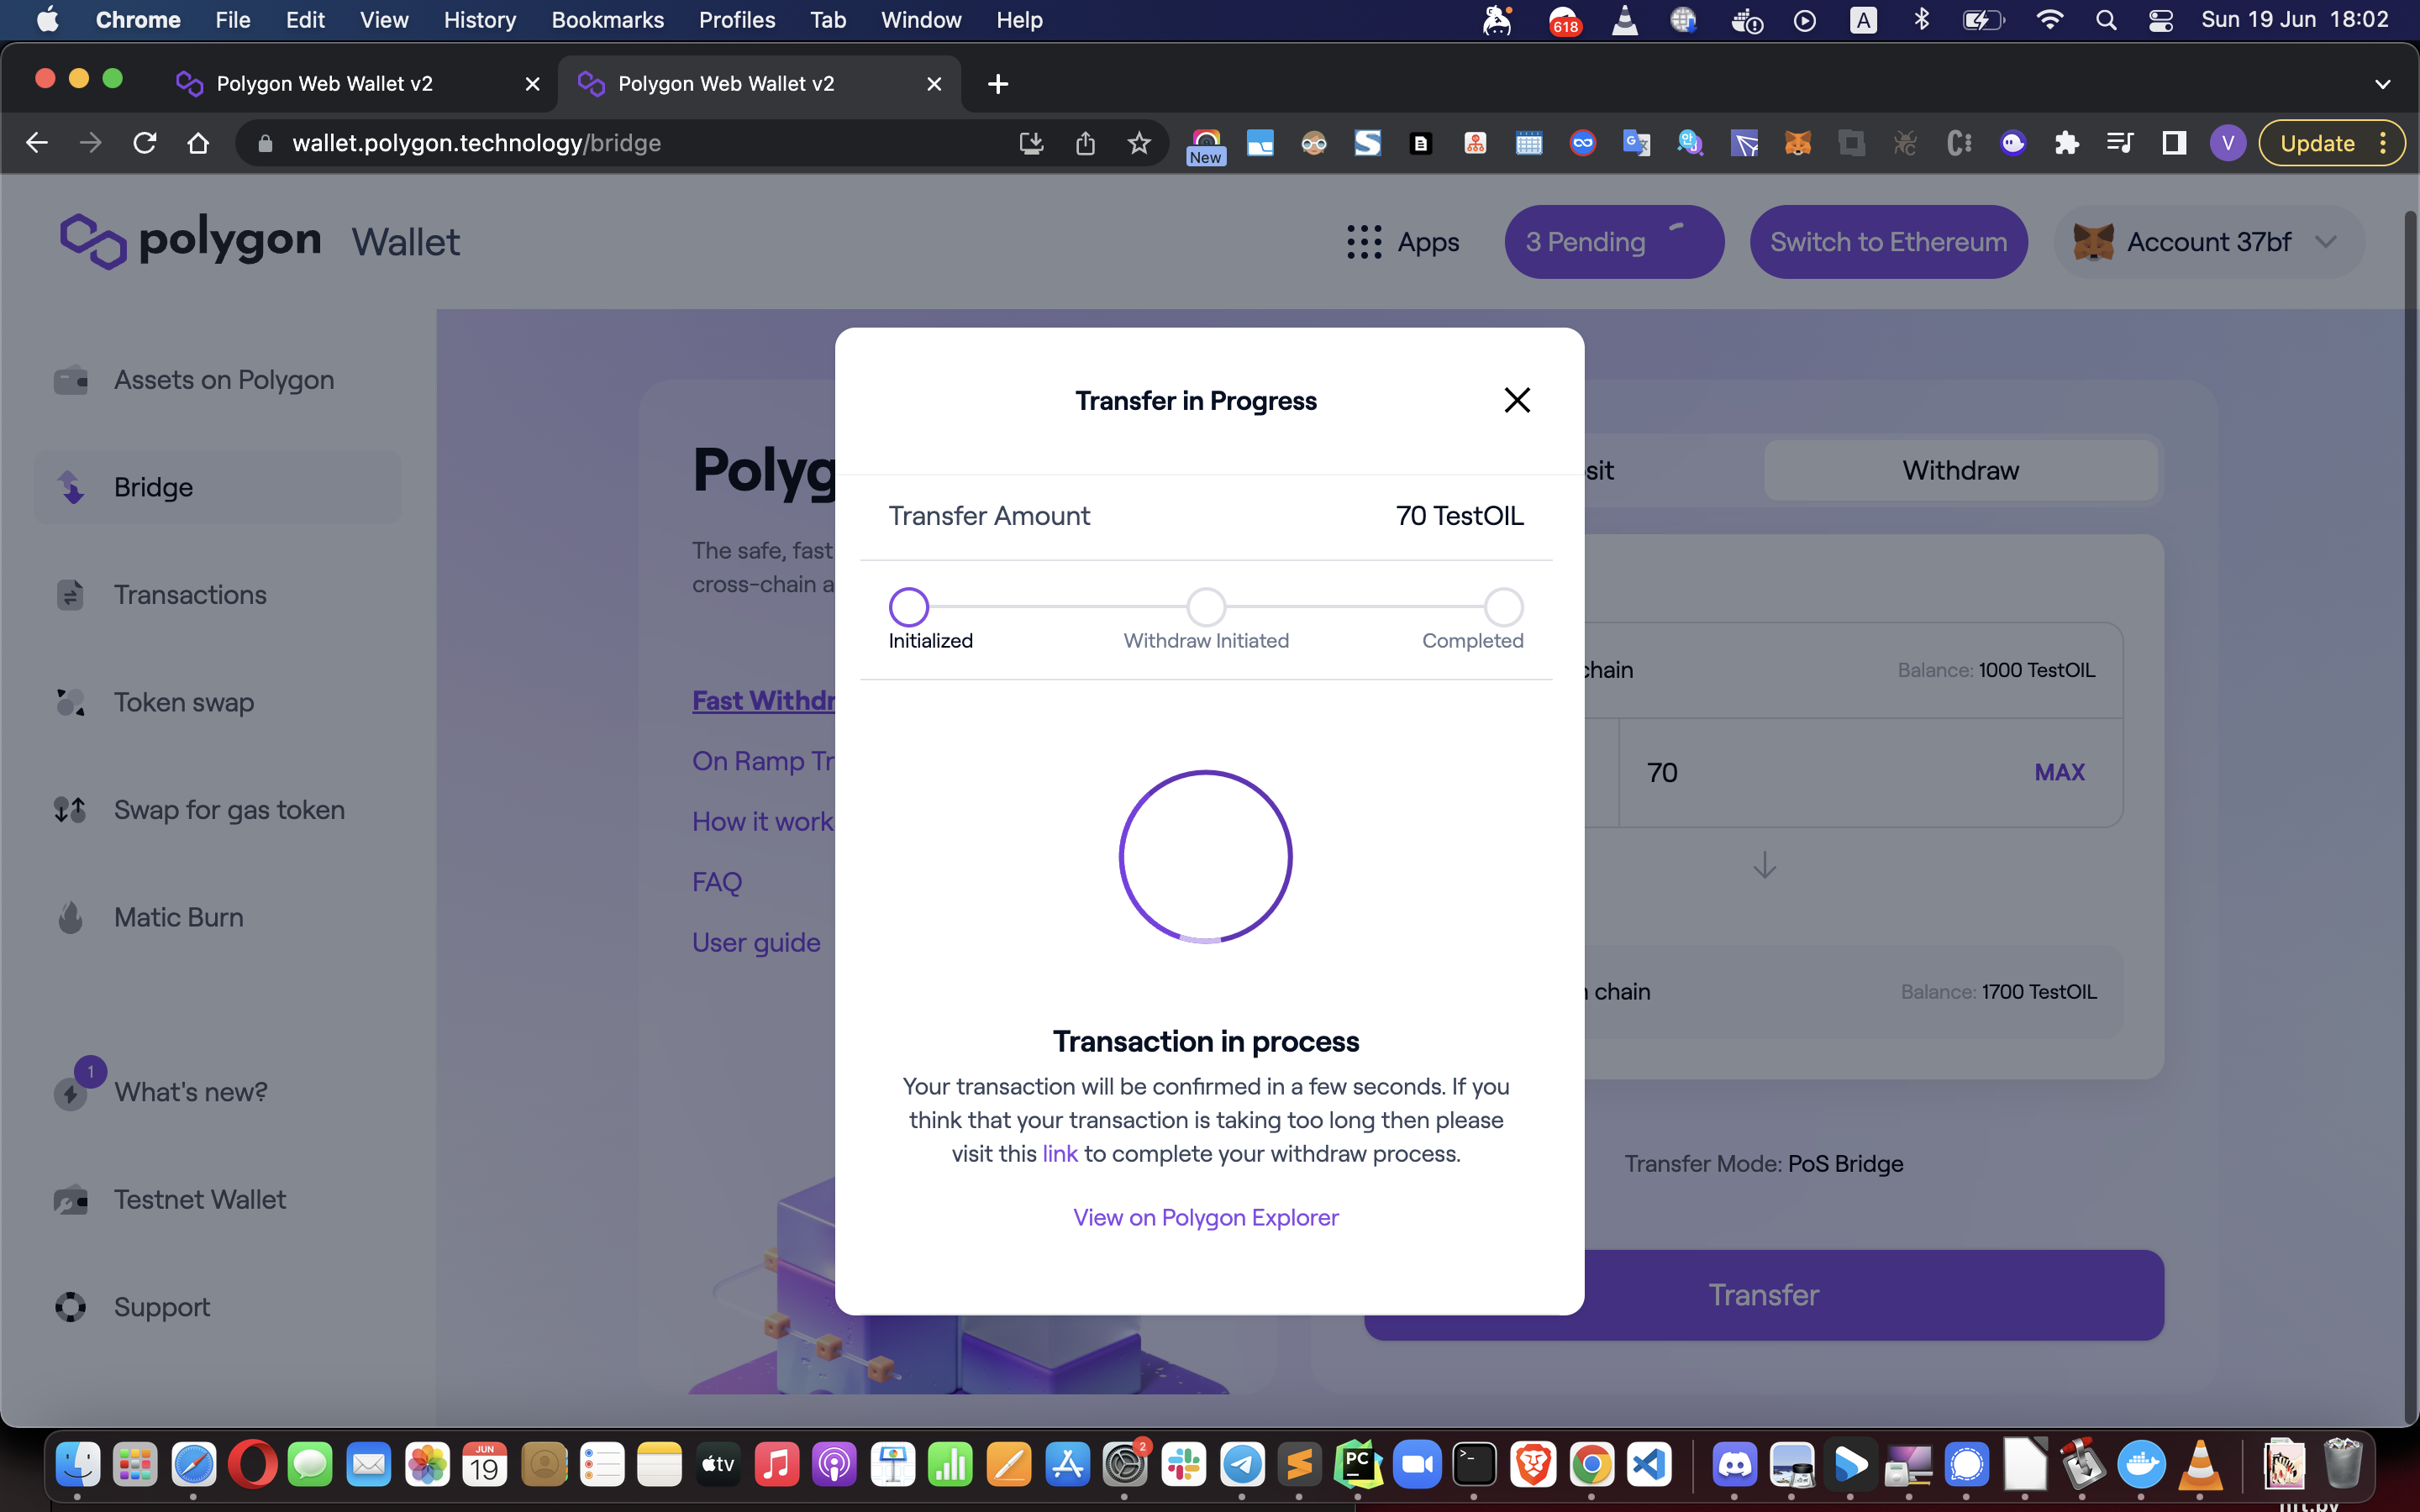 Chrome File Edit View History Bookmarks Profiles Tab Window Help 618 A Sun 19 Jun 18:02
Polygon Web Wallet v2 Polygon Web Wallet v2
wallet.polygon.technology/bridge New V Update
polygon Wallet Apps 3 Pending Switch to Ethereum Account 37bf
Assets on Polygon
Bridge
Transactions
Token swap
Swap for gas token
Matic Burn
1
What's new?
Testnet Wallet
Support
Polyg
The safe, fast
cross-chain a
Fast Withdr
On Ramp Tr
How it work
FAQ
User guide
Transfer in Progress
Transfer Amount 70 TestOIL
Initialized Withdraw Initiated Completed
Transaction in process
Your transaction will be confirmed in a few seconds. If you
think that your transaction is taking too long then please
visit this link to complete your withdraw process.
View on Polygon Explorer
sit Withdraw
chain Balance: 1000 TestOIL
70 MAX
chain Balance: 1700 TestOIL
Transfer Mode: PoS Bridge
Transfer
JUN
19
tv
2
PC